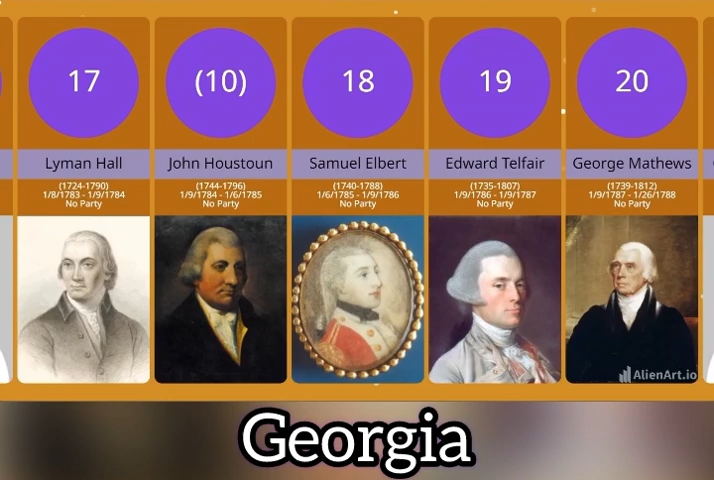 17
Lyman Hall
(1724-1790)
1/8/1783 - 1/9/1784
No Party
(10)
John Houstoun
(1744-1796)
1/9/1784 - 1/6/1785
No Party
18
Samuel Elbert
(1740-1788)
1/6/1785 - 1/9/1786
No Party
19
Edward Telfair
(1735-1807)
1/9/1786 - 1/9/1787
No Party
20
George Mathews
(1739-1812)
1/9/1787 - 1/26/1788
No Party
AlienArt.io
Georgia